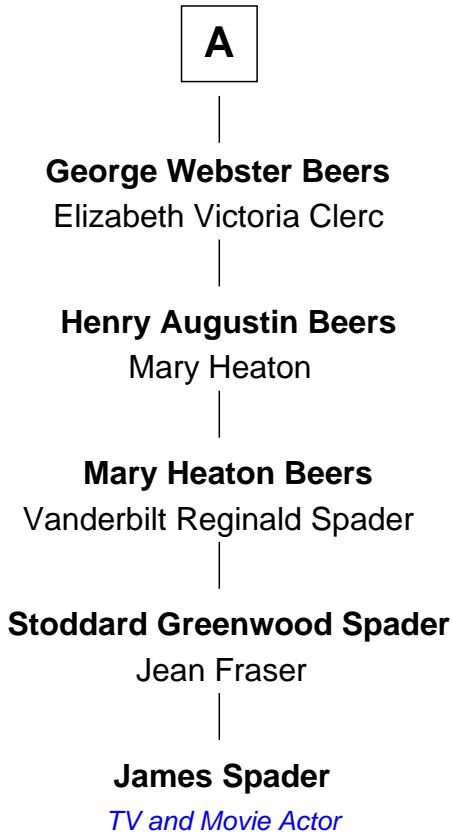 A
George Webster Beers
Elizabeth Victoria Clerc
Henry Augustin Beers
Mary Heaton
Mary Heaton Beers
Vanderbilt Reginald Spader
Stoddard Greenwood Spader
Jean Fraser
James Spader
TV and Movie Actor